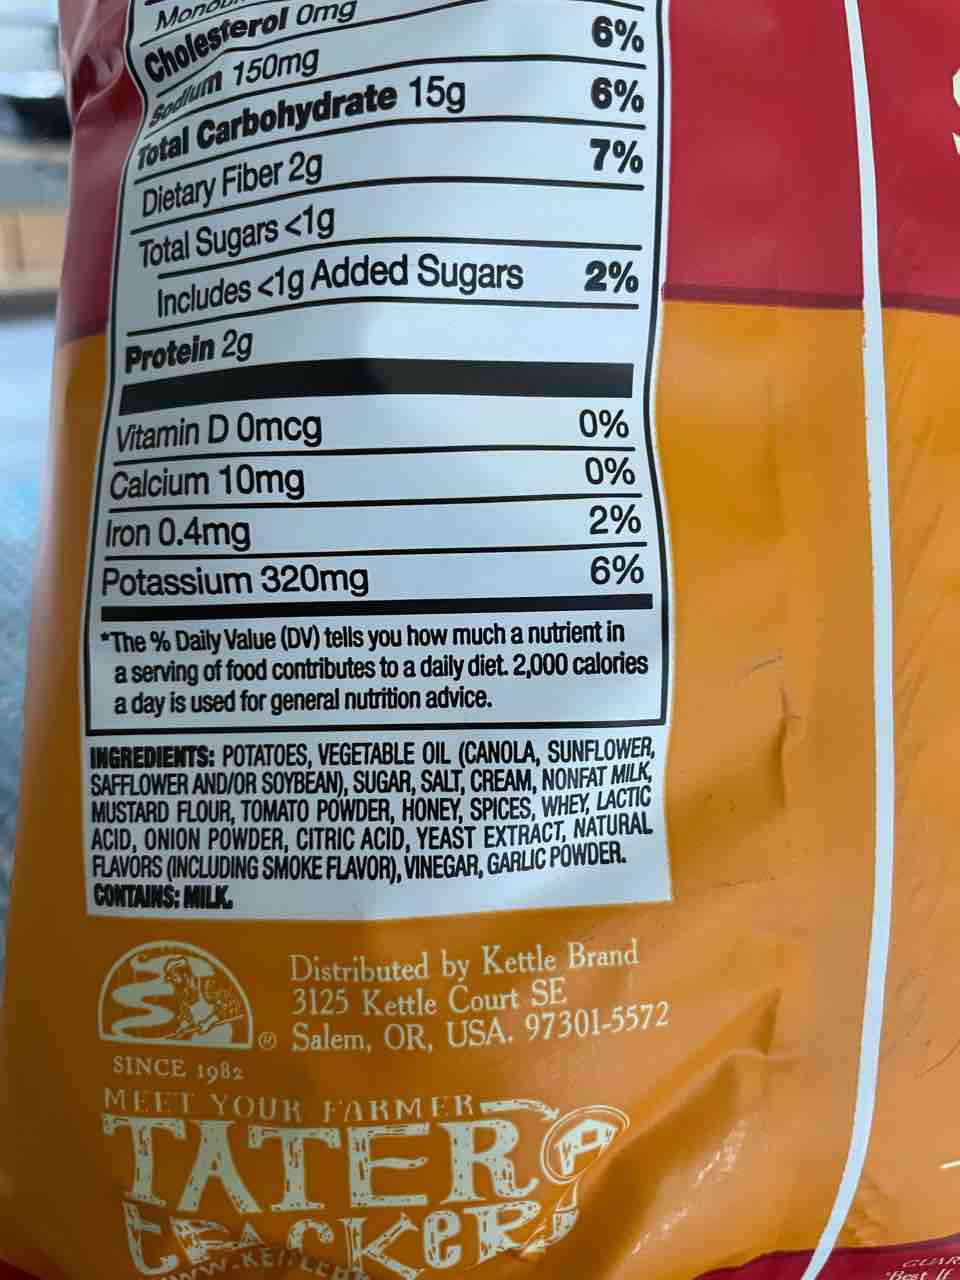 Cholesterol 0mg
Sodium 150mg 6%
Total Carbohydrate 15g 6%
Dietary Fiber 2g 7%
Total Sugars <1g
Includes <1g Added Sugars 2%
Protein 2g
Vitamin D 0mcg 0%
Calcium 10mg 0%
Iron 0.4mg 2%
Potassium 320mg 6%
*The % Daily Value (DV) tells you how much a nutrient in
a serving of food contributes to a daily diet. 2,000 calories
a day is used for general nutrition advice.
INGREDIENTS: POTATOES, VEGETABLE OIL (CANOLA, SUNFLOWER,
SAFFLOWER AND/OR SOYBEAN), SUGAR, SALT, CREAM, NONFAT MILK,
MUSTARD FLOUR, TOMATO POWDER, HONEY, SPICES, WHEY, LACTIC
ACID, ONION POWDER, CITRIC ACID, YEAST EXTRACT, NATURAL
FLAVORS (INCLUDING SMOKE FLAVOR), VINEGAR, GARLIC POWDER.
CONTAINS: MILK.
Distributed by Kettle Brand
3125 Kettle Court SE
® Salem, OR, USA. 97301-5572
SINCE 1982
MEET YOUR FARMER
TATER
TRACKER